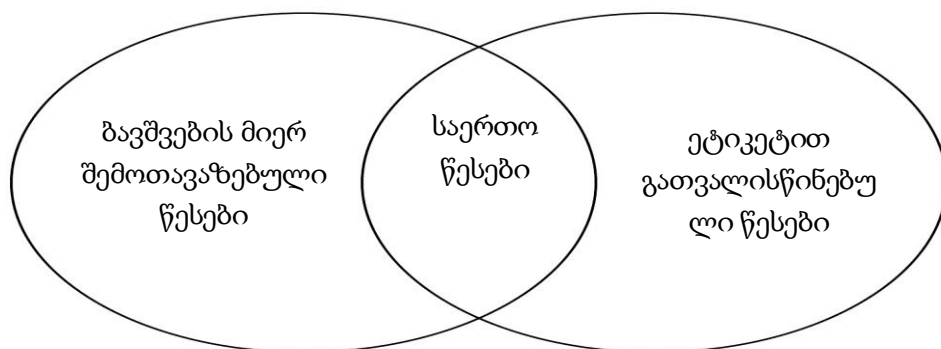 ბავშვების მიერ
შემოთავაზებული
წესები
საერთო
წესები
ეტიკეტით
გათვალისწინებუ
ლი წესები